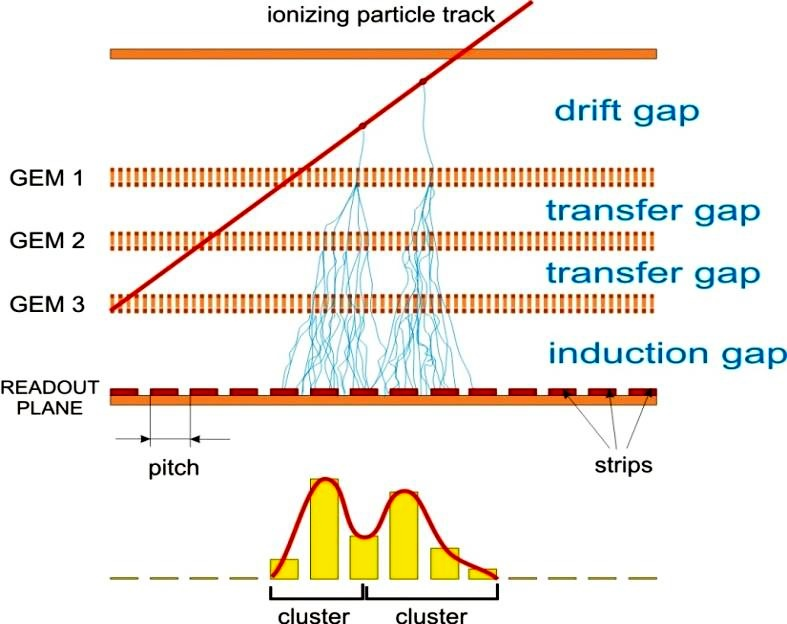 ionizing particle track
drift gap
GEM 1
transfer gap
GEM 2
transfer gap
GEM 3
induction gap
READOUT
PLANE
pitch
strips
cluster
cluster